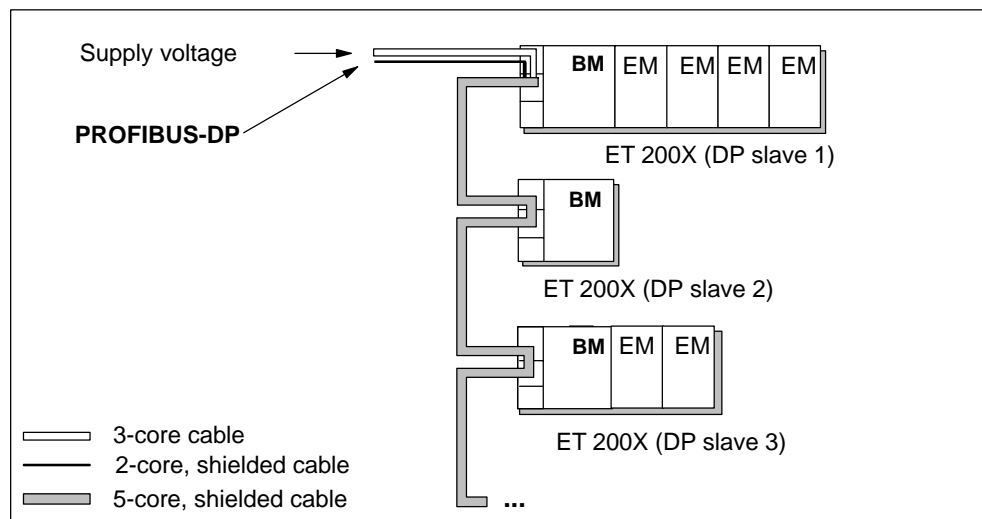 Supply voltage
PROFIBUS-DP
BM EM EM EM EM
ET 200X (DP slave 1)
BM
ET 200X (DP slave 2)
BM EM EM
ET 200X (DP slave 3)
3-core cable
2-core, shielded cable
5-core, shielded cable
...